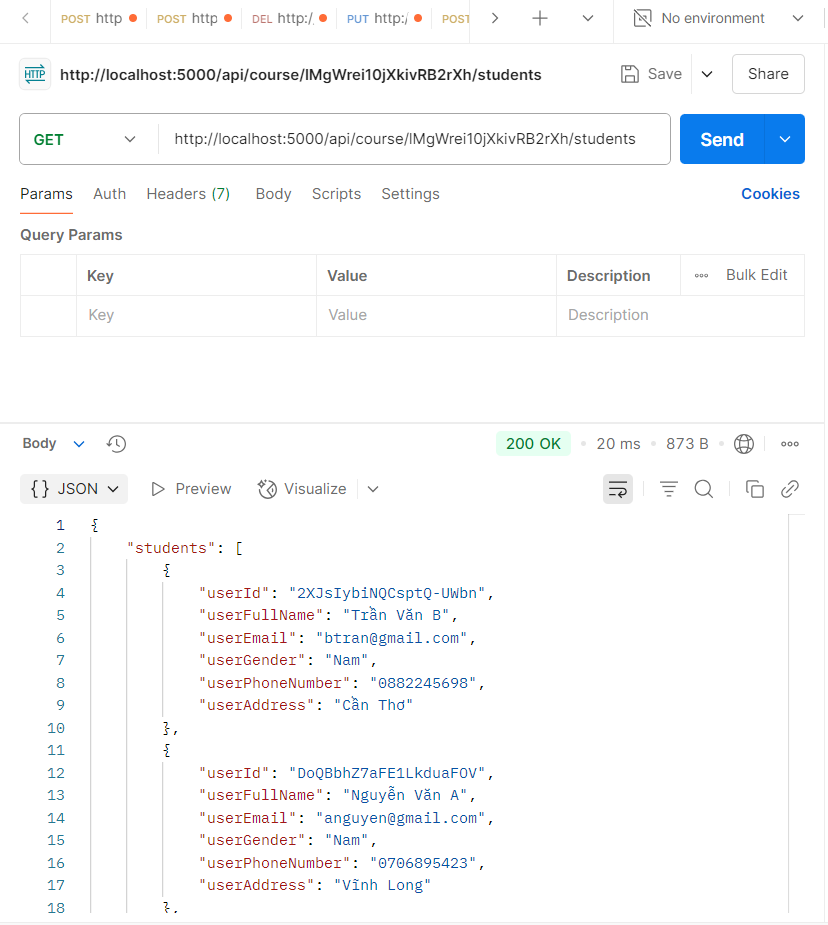 POST http POST http DEL http:/. PUT http:/ POST No environment
HTTP http://localhost:5000/api/course/lMgWrei10jXkivRB2rXh/students Save Share
GET http://localhost:5000/api/course/lMgWrei10jXkivRB2rXh/students Send
Params Auth Headers (7) Body Scripts Settings Cookies
Query Params
Key Value Description Bulk Edit
Key Value Description
Body 200 OK 20 ms 873 B
{} JSON Preview Visualize
1 {
2 "students": [
3 {
4 "userId": "2XJsIybiNQCsptQ-UWbn",
5 "userFullName": "Trần Văn B",
6 "userEmail": "btran@gmail.com",
7 "userGender": "Nam",
8 "userPhoneNumber": "0882245698",
9 "userAddress": "Cần Thơ"
10 },
11 {
12 "userId": "DoQBbhZ7aFE1LkduaFOV",
13 "userFullName": "Nguyễn Văn A",
14 "userEmail": "anguyen@gmail.com",
15 "userGender": "Nam",
16 "userPhoneNumber": "0706895423",
17 "userAddress": "Vĩnh Long"
18 },